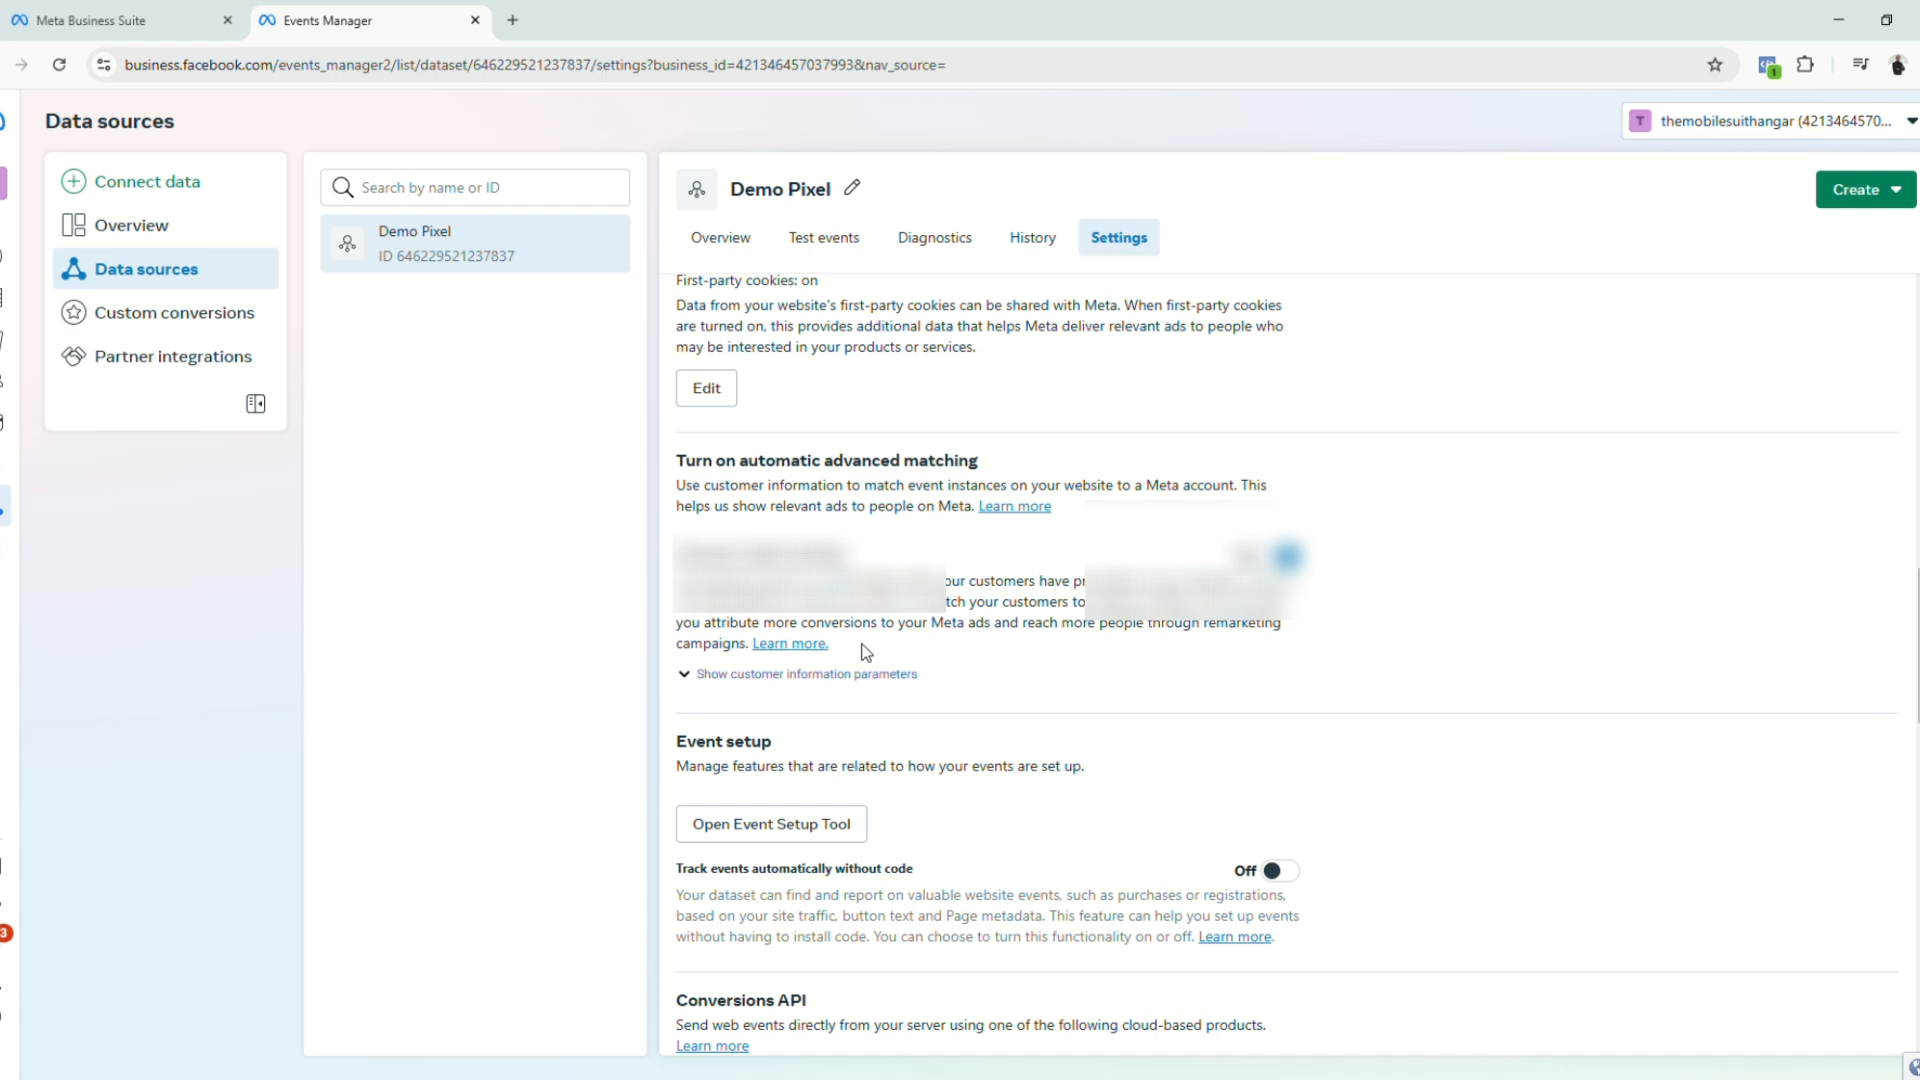 Meta Business Suite
Events Manager
business.facebook.com/events_manager2/list/dataset/646229521237837/settings?business_id=421346457037993&nav_source=
1
Data sources
T themobilesuithangar (4213464570...
Connect data
Overview
Data sources
Custom conversions
Partner integrations
3
Search by name or ID
Demo Pixel
ID 646229521237837
Demo Pixel
Create
Overview Test events Diagnostics History Settings
First-party cookies: on
Data from your website's first-party cookies can be shared with Meta. When first-party cookies
are turned on, this provides additional data that helps Meta deliver relevant ads to people who
may be interested in your products or services.
Edit
Turn on automatic advanced matching
Use customer information to match event instances on your website to a Meta account. This
helps us show relevant ads to people on Meta. Learn more
customers have
your customers to
you attribute more conversions to your Meta ads and reach more people through remarketing
campaigns. Learn more.
Show customer information parameters
Event setup
Manage features that are related to how your events are set up.
Open Event Setup Tool
Track events automatically without code
Off
Your dataset can find and report on valuable website events, such as purchases or registrations,
based on your site traffic, button text and Page metadata. This feature can help you set up events
without having to install code. You can choose to turn this functionality on or off. Learn more.
Conversions API
Send web events directly from your server using one of the following cloud-based products.
Learn more